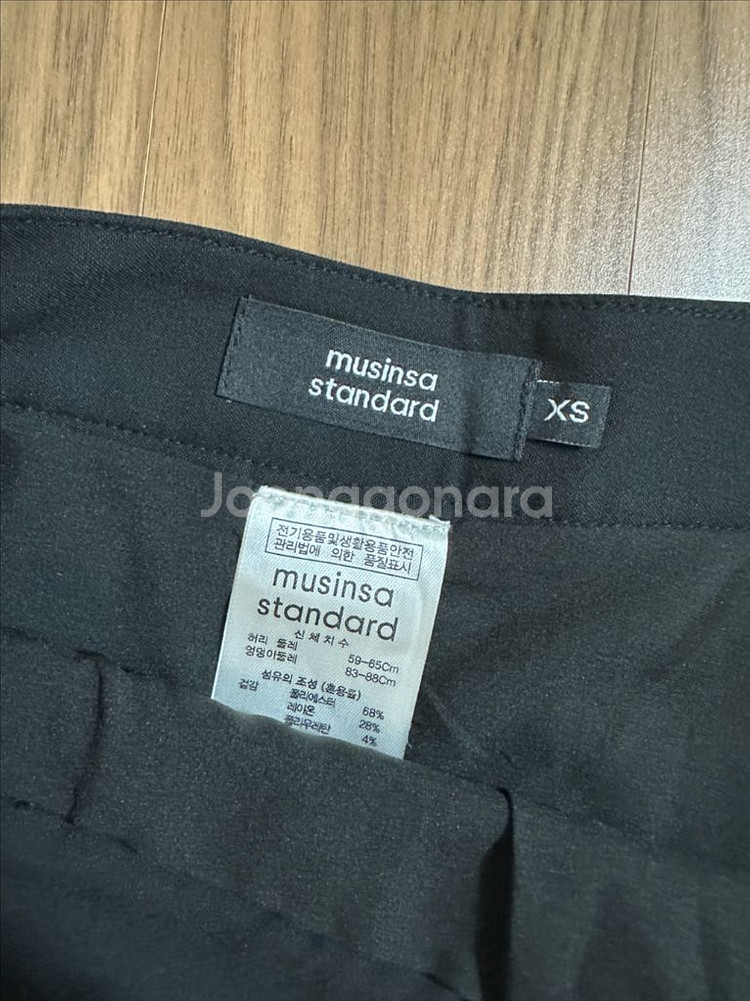 musinsa
standard
XS
Joonggonara
전기용품및생활용품안전
관리법에 의한 품질표시
musinsa
standard
신체치수
허리 둘레 59-65Cm
엉덩이둘레 83-88Cm
섬유의 조성 (혼용률)
겉감 폴리에스터 68%
레이온 28%
폴리우레탄 4%